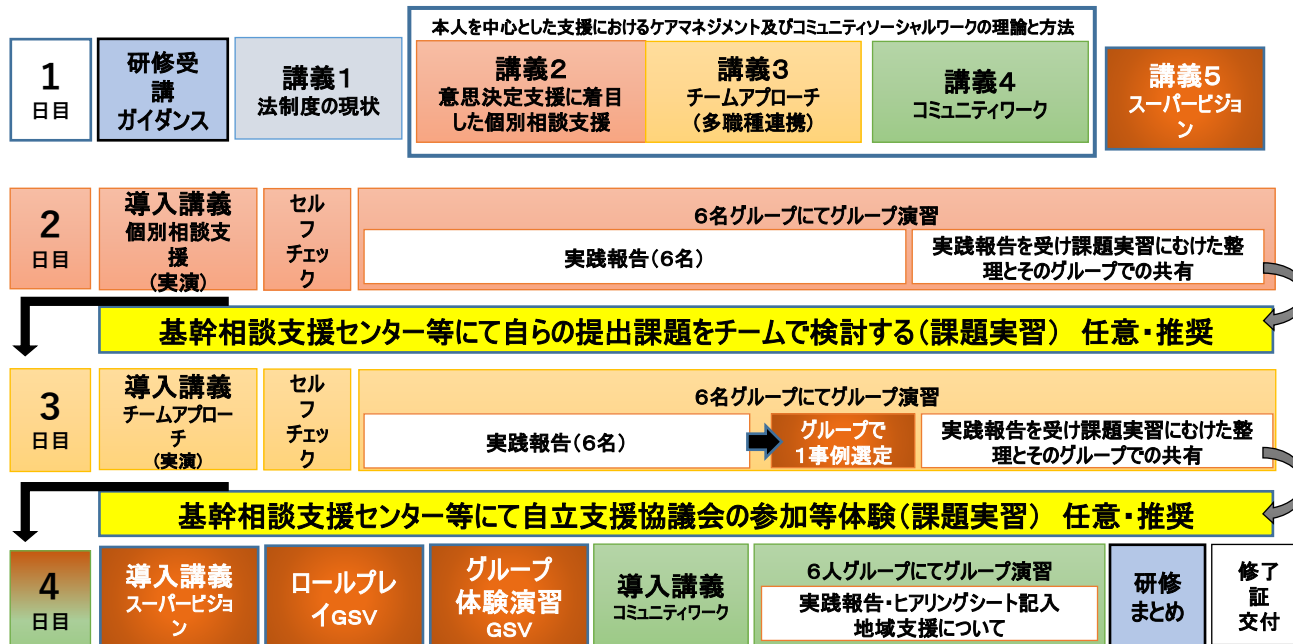 本人を中心とした支援におけるケアマネジメント及びコミュニティソーシャルワークの理論と方法
1
日目
研修受
講
ガイダンス
講義1
法制度の現状
講義2
意思決定支援に着目
した個別相談支援
講義3
チームアプローチ
(多職種連携)
講義4
コミュニティワーク
講義5
スーパービジョ
ン
2
日目
導入講義
個別相談支
援
(実演)
セル
フ
チェッ
ク
6名グループにてグループ演習
実践報告(6名)
実践報告を受け課題実習にむけた整
理とそのグループでの共有
基幹相談支援センター等にて自らの提出課題をチームで検討する(課題実習) 任意・推奨
3
日目
導入講義
チームアプロー
チ
(実演)
セル
フ
チェッ
ク
6名グループにてグループ演習
実践報告(6名)
グループで
1事例選定
実践報告を受け課題実習にむけた整
理とそのグループでの共有
基幹相談支援センター等にて自立支援協議会の参加等体験(課題実習) 任意・推奨
4
日目
導入講義
スーパービジョ
ン
ロールプレ
イGSV
グループ
体験演習
GSV
導入講義
コミュニティワーク
6人グループにてグループ演習
実践報告・ヒアリングシート記入
地域支援について
研修
まとめ
修了
証
交付